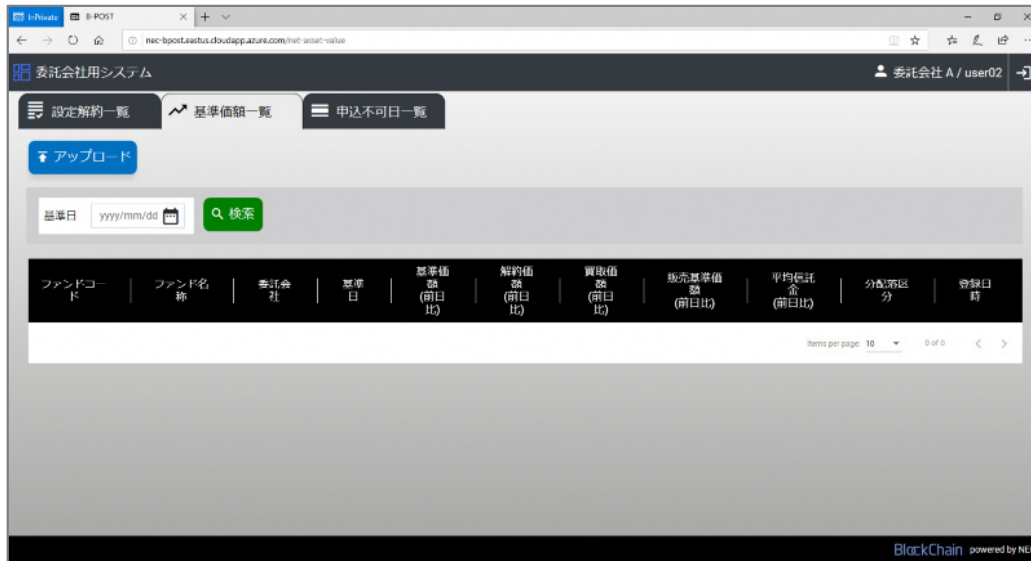 InPrivate B-POST
nec-bpost.eastus.cloudapp.azure.com/net-asset-value
委託会社用システム 委託会社 A / user02
設定解約一覧 基準価額一覧 申込不可日一覧
アップロード
基準日 yyyy/mm/dd 検索
ファンドコー
ド
ファンド名
称
委託会
社
基準
日
基準価
額
(前日
比)
解約価
額
(前日
比)
買取価
額
(前日
比)
販売基準価
額
(前日比)
平均信託
金
(前日比)
分配落区
分
登録日
時
Items per page: 10 0 of 0
BlockChain powered by NE